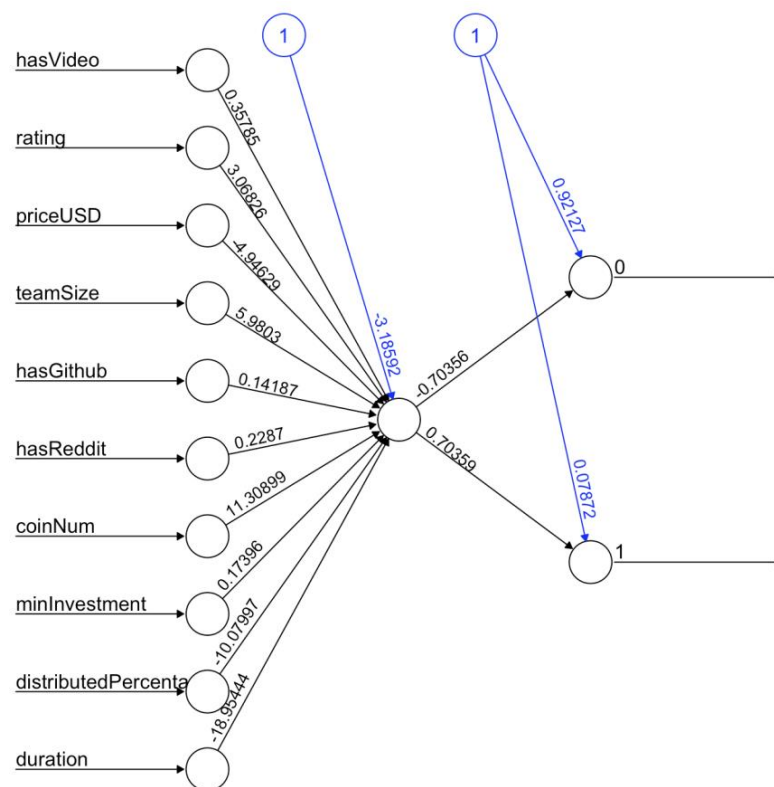 1
1
hasVideo
0.35785
rating
3.06826
priceUSD
-4.94629
teamSize
5.9803
hasGithub
0.14187
hasReddit
0.2287
coinNum
11.30899
minInvestment
0.17396
distributedPercenta
-10.07997
duration
-18.95444
-3.18592
0.92127
0.07872
-0.70356
0.70359
0
1